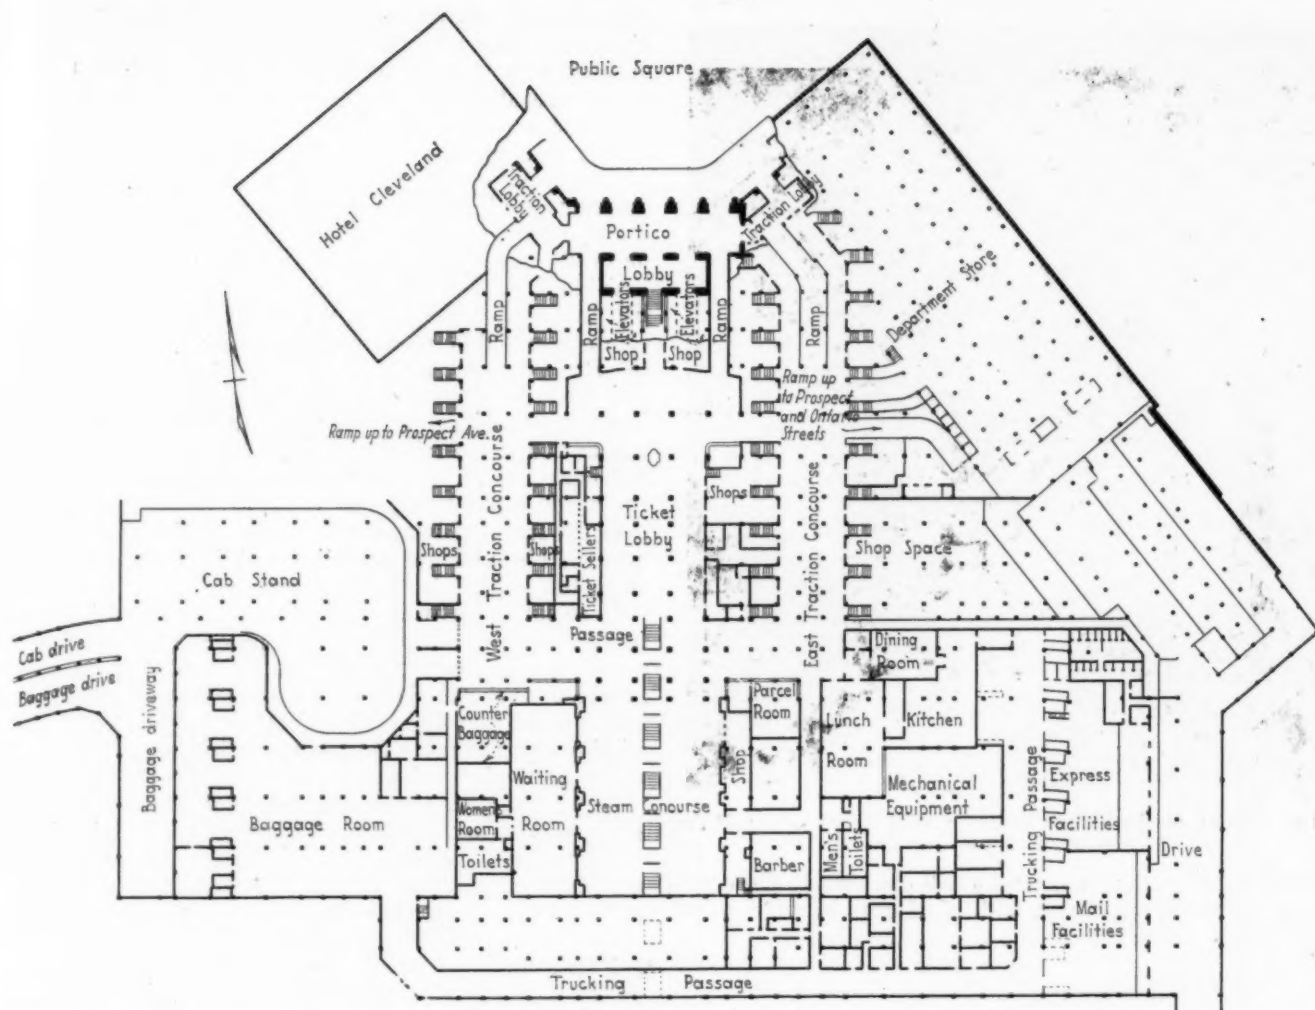 Public Square
Hotel Cleveland
Traction
Lobby
Traction Lobby
Portico
Lobby
Department Store
Ramp
Ramp
Elevators
Elevators
Ramp
Ramp
Shop
Shop
Ramp up
to Prospect
and Ontario
Streets
Ramp up to Prospect Ave.
West Traction Concourse
East Traction Concourse
Shops
Ticket
Lobby
Ticket Sellers
Shops
Shops
Shop Space
Cab Stand
Passage
Cab drive
Baggage drive
Baggage driveway
Dining
Room
Counter
Baggage
Parcel
Room
Lunch
Room
Kitchen
Waiting
Room
Shop
Mechanical
Equipment
Trucking Passage
Express
Facilities
Women's
Room
Steam Conourse
Baggage Room
Toilets
Barber
Men's
Toilets
Drive
Mail
Facilities
Trucking Passage